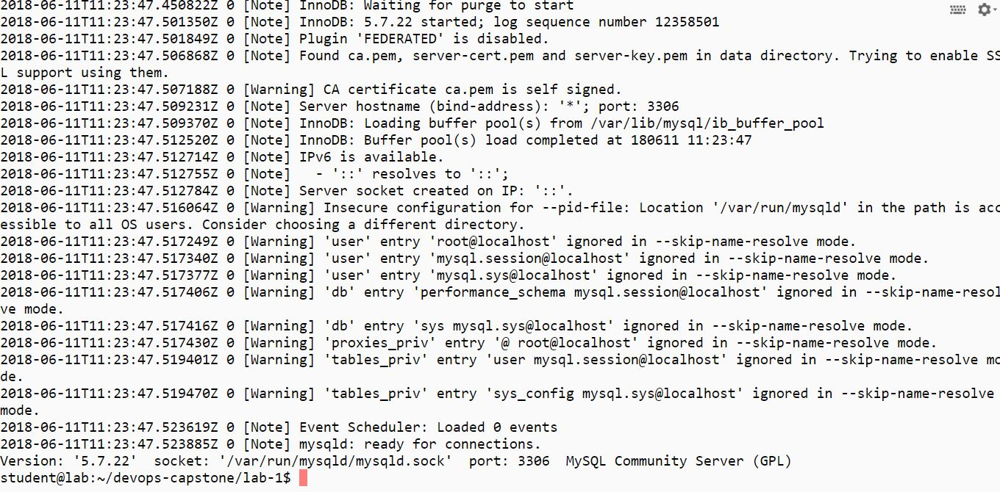 2018-06-11T11:23:47.450822Z 0 [Note] InnoDB: Waiting for purge to start
2018-06-11T11:23:47.501350Z 0 [Note] InnoDB: 5.7.22 started; log sequence number 12358501
2018-06-11T11:23:47.501849Z 0 [Note] Plugin 'FEDERATED' is disabled.
2018-06-11T11:23:47.506868Z 0 [Note] Found ca.pem, server-cert.pem and server-key.pem in data directory. Trying to enable SS
L support using them.
2018-06-11T11:23:47.507188Z 0 [Warning] CA certificate ca.pem is self signed.
2018-06-11T11:23:47.509231Z 0 [Note] Server hostname (bind-address): '*'; port: 3306
2018-06-11T11:23:47.509370Z 0 [Note] InnoDB: Loading buffer pool(s) from /var/lib/mysql/ib_buffer_pool
2018-06-11T11:23:47.512520Z 0 [Note] InnoDB: Buffer pool(s) load completed at 180611 11:23:47
2018-06-11T11:23:47.512714Z 0 [Note] IPv6 is available.
2018-06-11T11:23:47.512755Z 0 [Note]   - '::' resolves to '::';
2018-06-11T11:23:47.512784Z 0 [Note] Server socket created on IP: '::'.
2018-06-11T11:23:47.516064Z 0 [Warning] Insecure configuration for --pid-file: Location '/var/run/mysqld' in the path is acc
essible to all OS users. Consider choosing a different directory.
2018-06-11T11:23:47.517249Z 0 [Warning] 'user' entry 'root@localhost' ignored in --skip-name-resolve mode.
2018-06-11T11:23:47.517340Z 0 [Warning] 'user' entry 'mysql.session@localhost' ignored in --skip-name-resolve mode.
2018-06-11T11:23:47.517377Z 0 [Warning] 'user' entry 'mysql.sys@localhost' ignored in --skip-name-resolve mode.
2018-06-11T11:23:47.517406Z 0 [Warning] 'db' entry 'performance_schema mysql.session@localhost' ignored in --skip-name-resol
ve mode.
2018-06-11T11:23:47.517416Z 0 [Warning] 'db' entry 'sys mysql.sys@localhost' ignored in --skip-name-resolve mode.
2018-06-11T11:23:47.517430Z 0 [Warning] 'proxies_priv' entry '@ root@localhost' ignored in --skip-name-resolve mode.
2018-06-11T11:23:47.519401Z 0 [Warning] 'tables_priv' entry 'user mysql.session@localhost' ignored in --skip-name-resolve mo
de.
2018-06-11T11:23:47.519470Z 0 [Warning] 'tables_priv' entry 'sys_config mysql.sys@localhost' ignored in --skip-name-resolve
mode.
2018-06-11T11:23:47.523619Z 0 [Note] Event Scheduler: Loaded 0 events
2018-06-11T11:23:47.523885Z 0 [Note] mysqld: ready for connections.
Version: '5.7.22'  socket: '/var/run/mysqld/mysqld.sock'  port: 3306  MySQL Community Server (GPL)
student@lab:~/devops-capstone/lab-1$